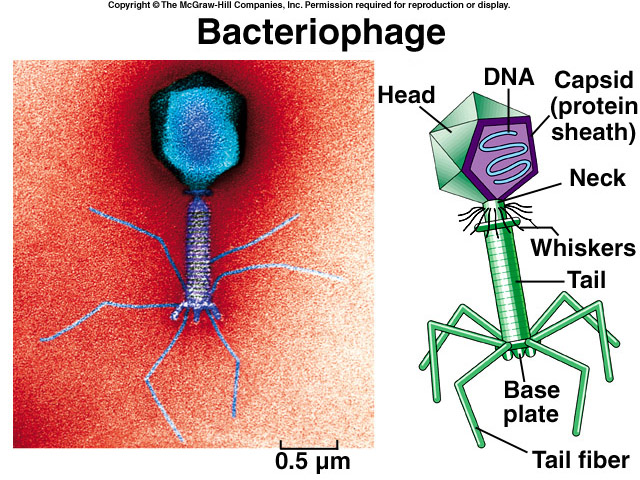 Copyright © The McGraw-Hill Companies, Inc. Permission required for reproduction or display.
Bacteriophage
Head
DNA
Capsid
(protein
sheath)
Neck
Whiskers
Tail
Base
plate
Tail fiber
0.5 µm